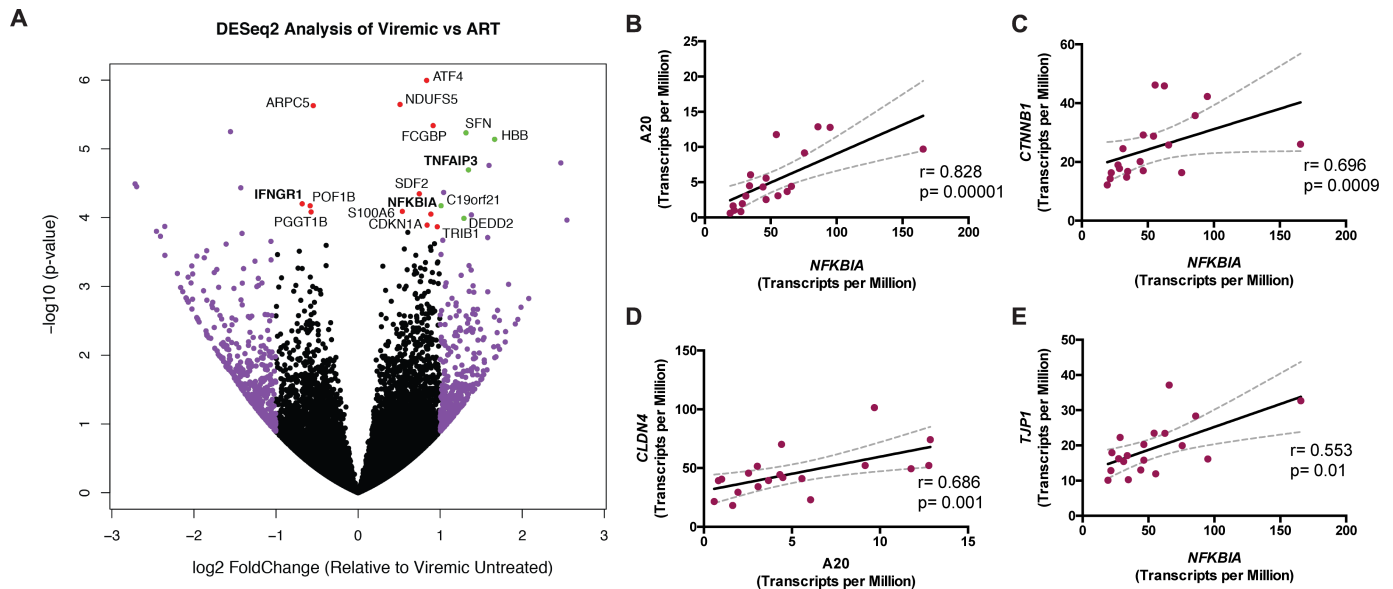 A
DESeq2 Analysis of Viremic vs ART
−log10 (p-value)
6
5
4
3
2
1
0
ATF4
ARPC5
NDUFS5
SFN
FCGBP
HBB
TNFAIP3
SDF2
IFNGR1
POF1B
NFKBIA
C19orf21
PGGT1B
S100A6
DEDD2
CDKN1A
TRIB1
−3
−2
−1
0
1
2
3
log2 FoldChange (Relative to Viremic Untreated)
B
A20
(Transcripts per Million)
25
20
15
10
5
0
r= 0.828
p= 0.00001
0
50
100
150
200
NFKBIA
(Transcripts per Million)
C
CTNNB1
(Transcripts per Million)
60
40
20
0
r= 0.696
p= 0.0009
0
50
100
150
200
NFKBIA
(Transcripts per Million)
D
CLDN4
(Transcripts per Million)
150
100
50
0
r= 0.686
p= 0.001
0
5
10
15
A20
(Transcripts per Million)
E
TJP1
(Transcripts per Million)
50
40
30
20
10
0
r= 0.553
p= 0.01
0
50
100
150
200
NFKBIA
(Transcripts per Million)